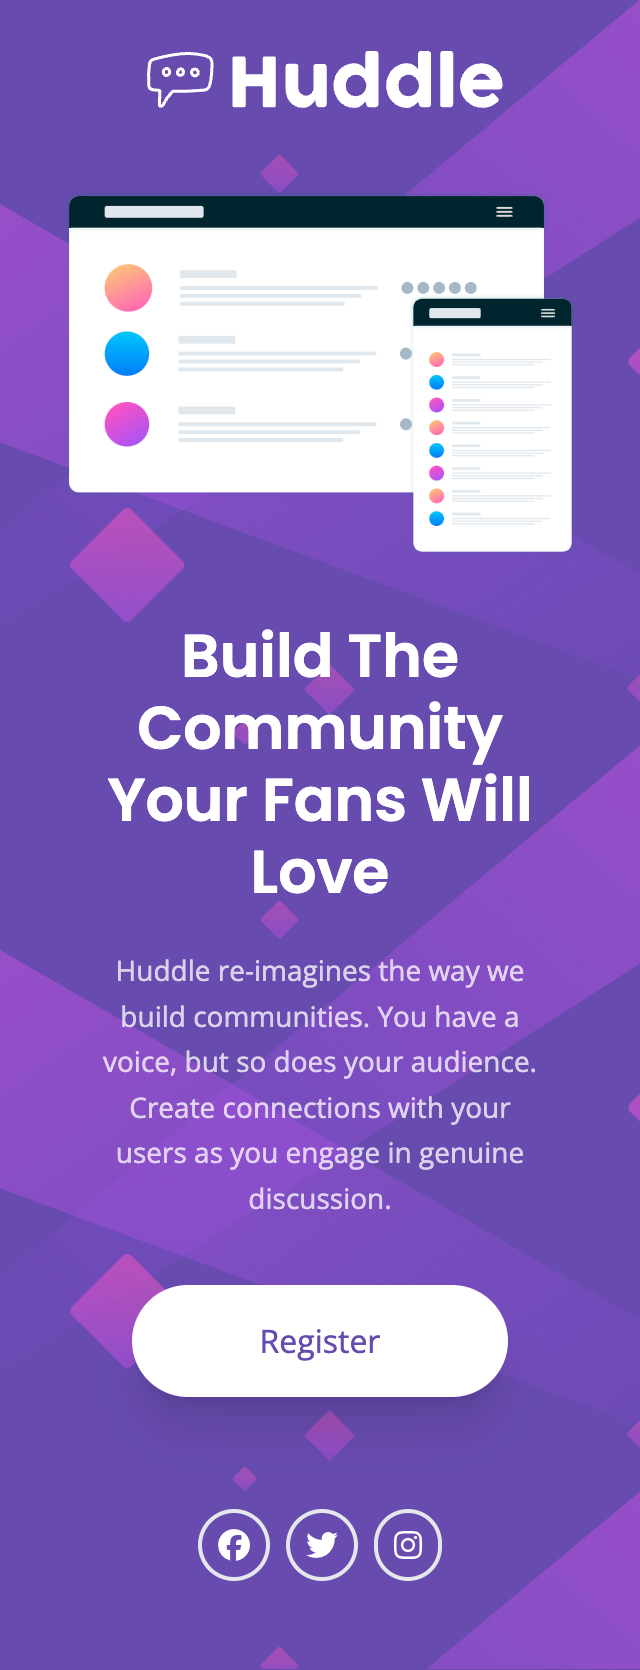 Huddle
Build The
Community
Your Fans Will
Love
Huddle re-imagines the way we
build communities. You have a
voice, but so does your audience.
Create connections with your
users as you engage in genuine
discussion.
Register